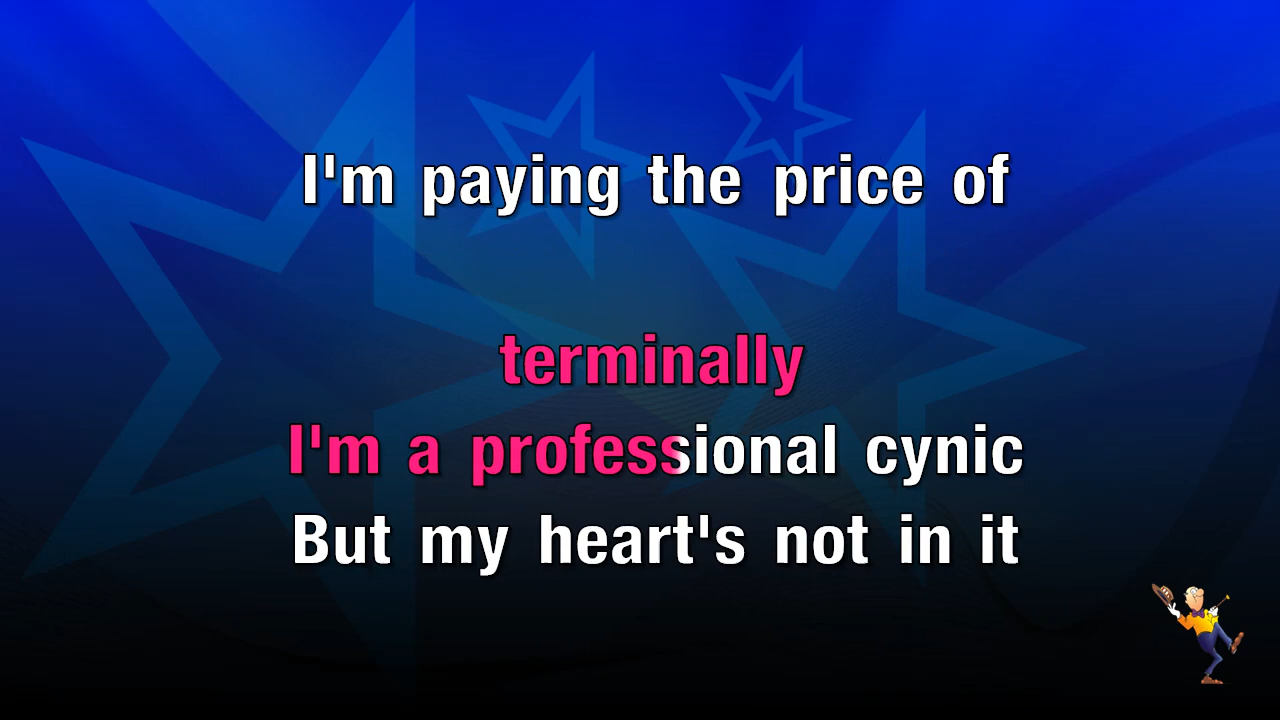 I'm paying the price of
terminally
I'm a professional cynic
But my heart's not in it